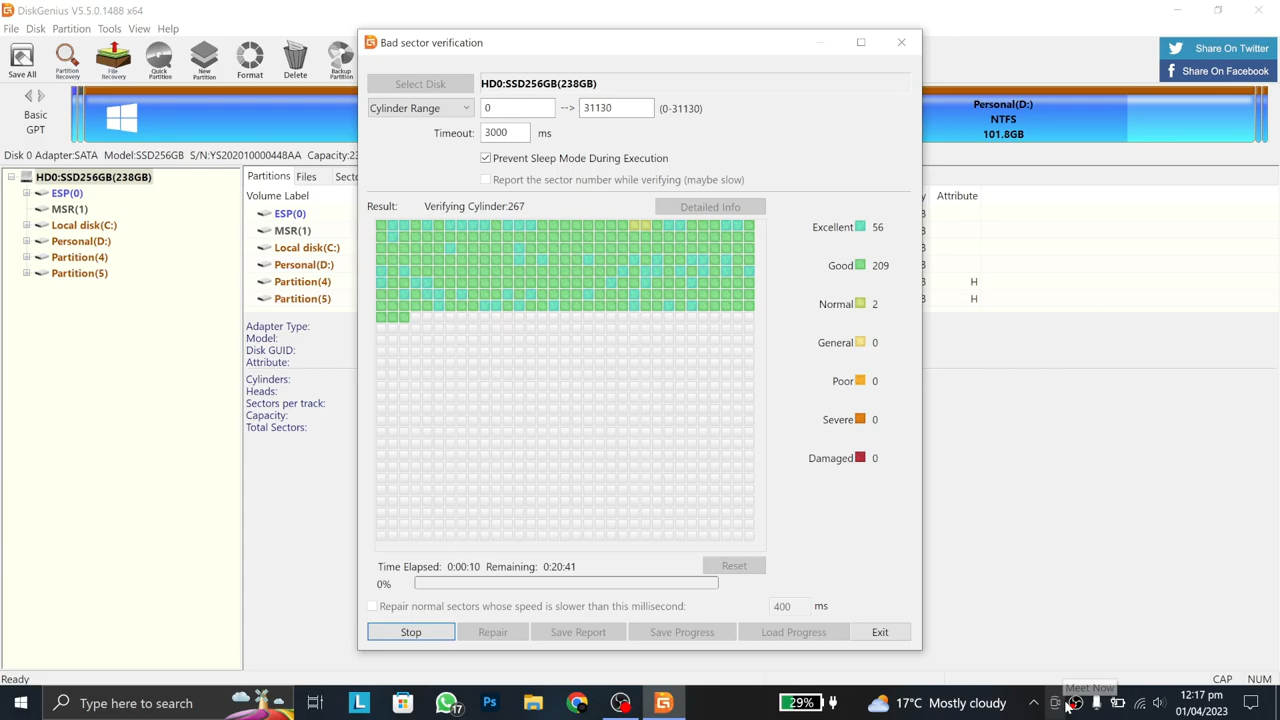 DiskGenius V5.5.0.1488 x64
File Disk Partition Tools View Help
Save All
Partition Recovery
File Recovery
Quick Partition
New Partition
Format
Delete
Backup Partition
Share On Twitter
Share On Facebook
Basic
GPT
Personal(D:)
NTFS
101.8GB
Disk 0 Adapter:SATA Model:SSD256GB S/N:YS202010000448AA Capacity:23
HD0:SSD256GB(238GB)
ESP(0)
MSR(1)
Local disk(C:)
Personal(D:)
Partition(4)
Partition(5)
Partitions Files Secto
Volume Label
Attribute
ESP(0)
MSR(1)
Local disk(C:)
Personal(D:)
Partition(4) H
Partition(5) H
Adapter Type:
Model:
Disk GUID:
Attribute:
Cylinders:
Heads:
Sectors per track:
Capacity:
Total Sectors:
Bad sector verification
Select Disk HD0:SSD256GB(238GB)
Cylinder Range 0 --> 31130 (0-31130)
Timeout: 3000 ms
Prevent Sleep Mode During Execution
Report the sector number while verifying (maybe slow)
Result: Verifying Cylinder:267 Detailed Info
Excellent 56
Good 209
Normal 2
General 0
Poor 0
Severe 0
Damaged 0
Time Elapsed: 0:00:10 Remaining: 0:20:41 Reset
0%
Repair normal sectors whose speed is slower than this millisecond: 400 ms
Stop Repair Save Report Save Progress Load Progress Exit
Ready CAP NUM
Meet Now
Type here to search
L
17
Ps
29%
17°C Mostly cloudy
12:17 pm
01/04/2023